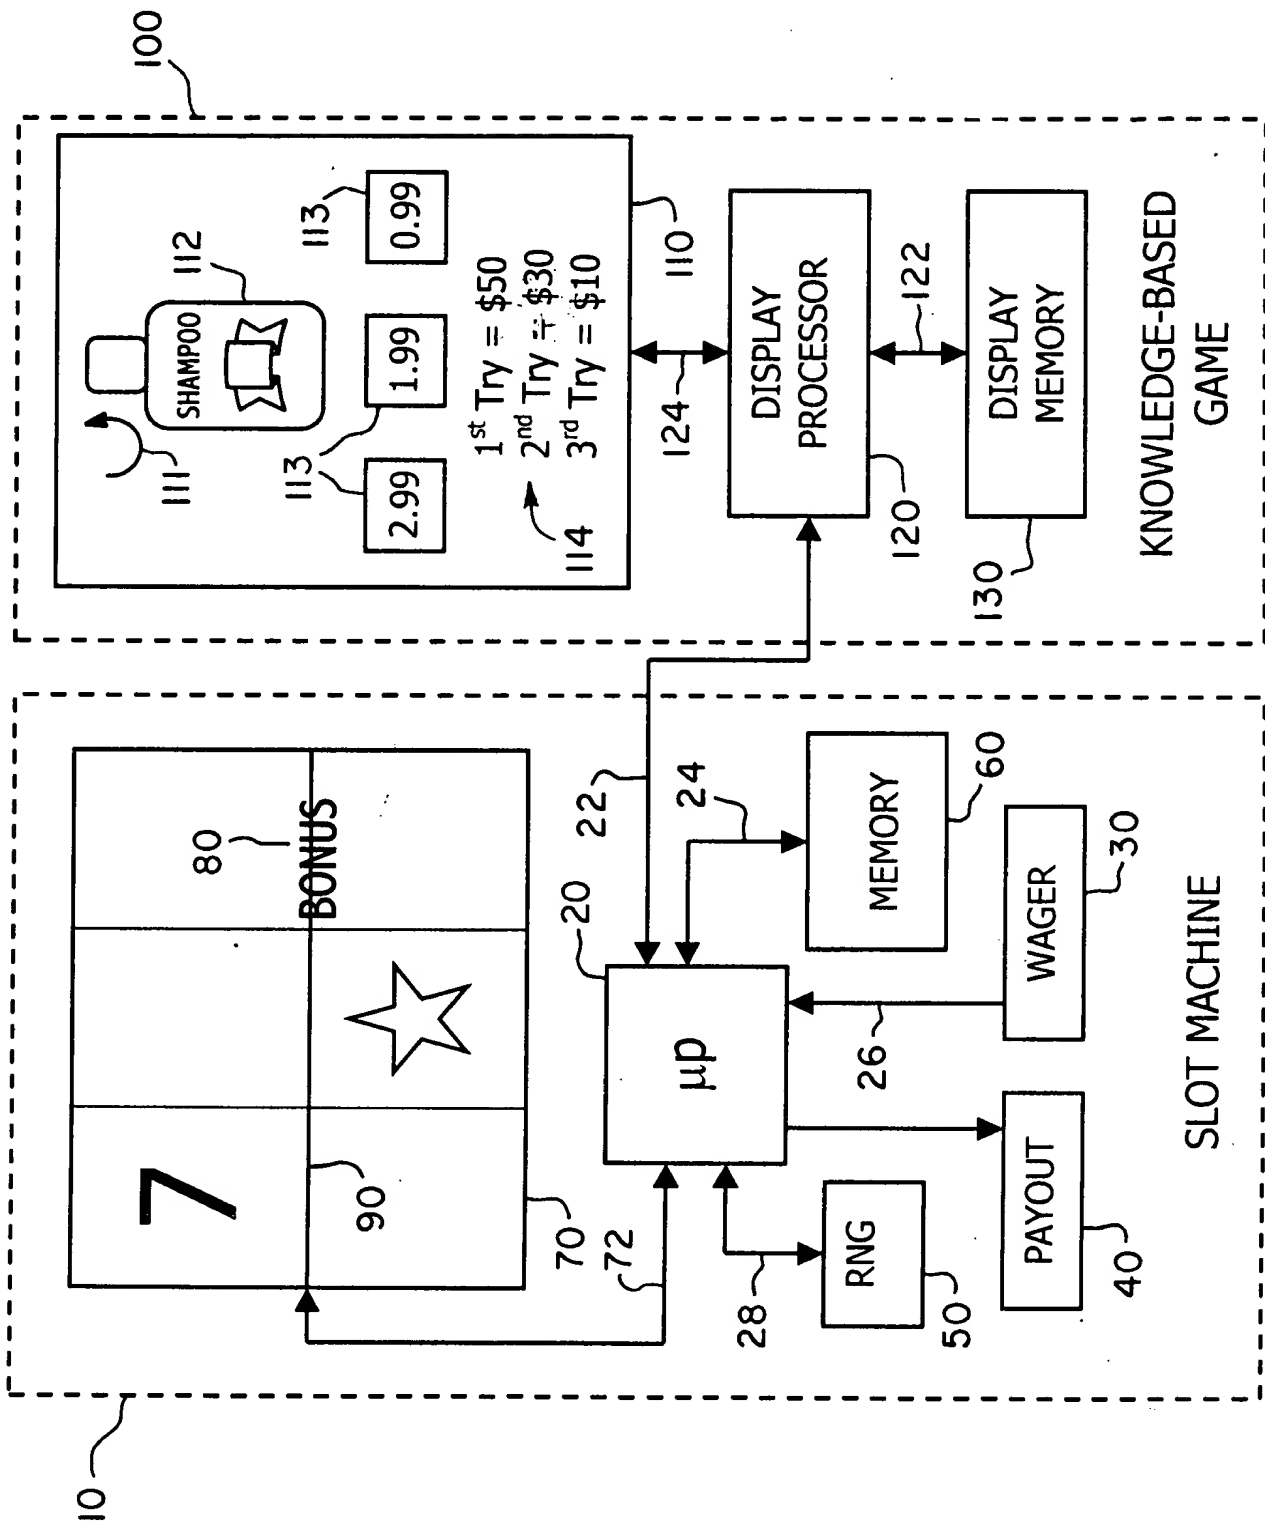 10
100
7
80
BONUS
90
70
72
20
µp
22
24
MEMORY
60
28
RNG
50
26
WAGER
30
PAYOUT
40
SLOT MACHINE
111
SHAMPOO
112
113
113
2.99
1.99
0.99
114
1st Try = $50
2nd Try = $30
3rd Try = $10
110
124
DISPLAY
PROCESSOR
120
122
DISPLAY
MEMORY
130
KNOWLEDGE-BASED
GAME